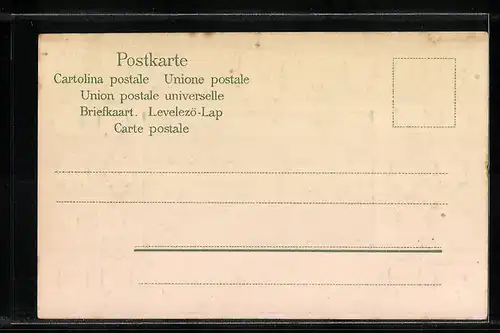 Postkarte
Cartolina postale Unione postale
Union postale universelle
Briefkaart. Levelezö-Lap
Carte postale